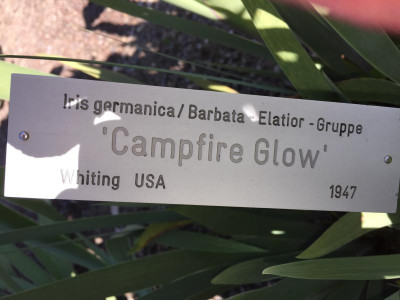 Iris germanica / Barbata - Elatior - Gruppe
'Campfire Glow'
Whiting USA 1947